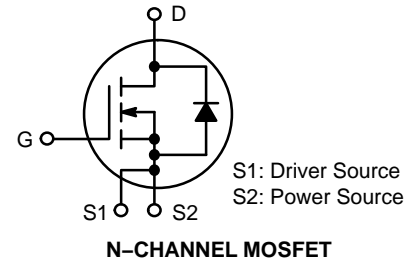 D
G
S1: Driver Source
S2: Power Source
S1
S2
N–CHANNEL MOSFET